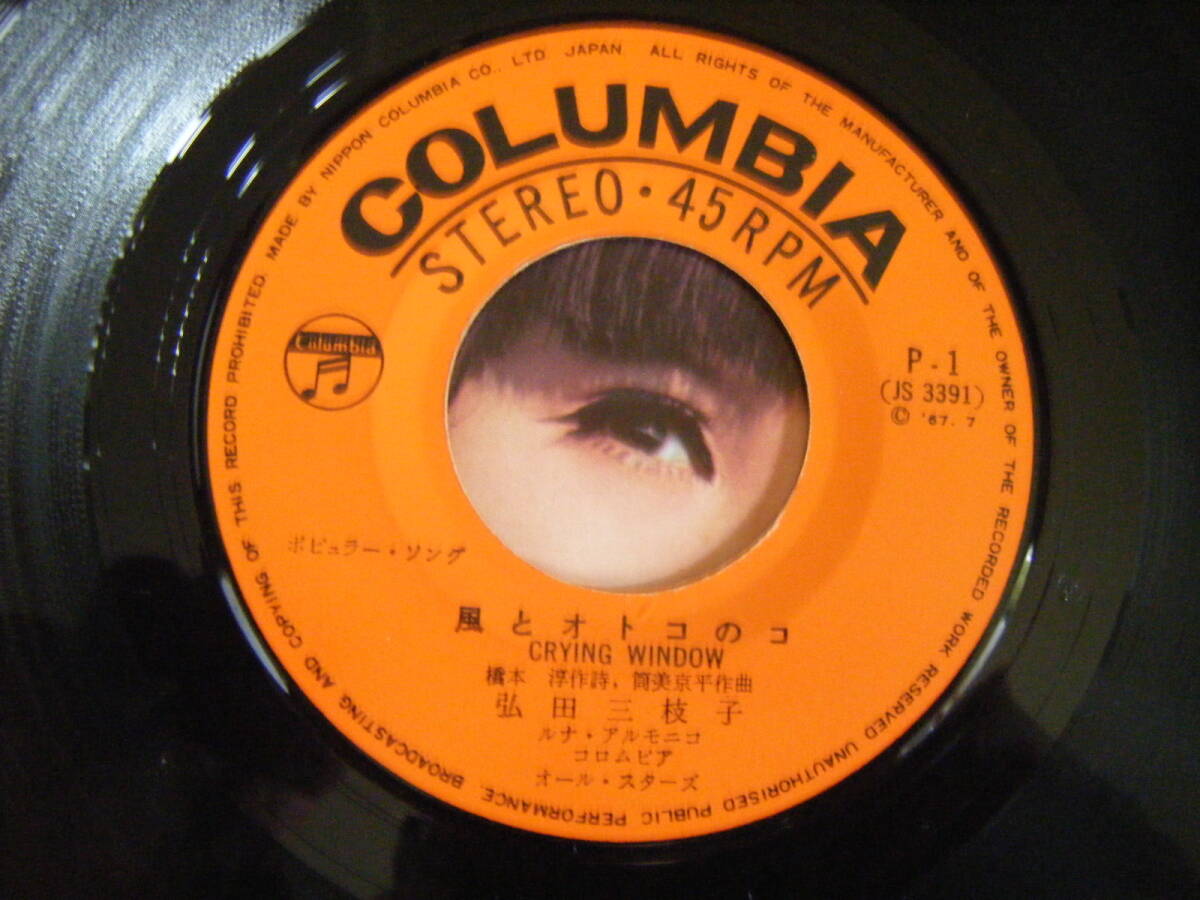 MADE BY NIPPON COLUMBIA CO., LTD. JAPAN ALL RIGHTS OF THE MANUFACTURER AND OF THE OWNER OF THE RECORDED WORK RESERVED UNAUTHORISED PUBLIC PERFORMANCE, BROADCASTING AND COPYING OF THIS RECORD PROHIBITED.
COLUMBIA
STEREO・45RPM
Columbia
P-1
(JS 3391)
© '67. 7
ポピュラー・ソング
風とオトコのコ
CRYING WINDOW
橋本 淳作詩, 筒美京平作曲
弘田三枝子
ルナ・アルモニコ
コロムビア
オール・スターズ